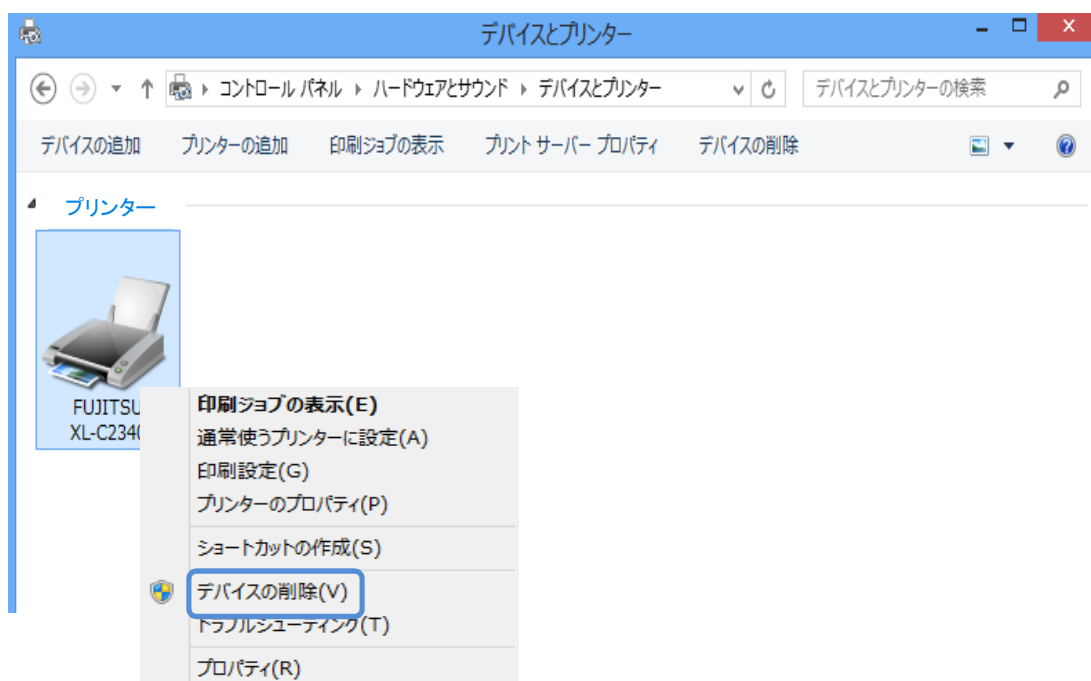 デバイスとプリンター
コントロール パネル ハードウェアとサウンド デバイスとプリンター デバイスとプリンターの検索
デバイスの追加 プリンターの追加 印刷ジョブの表示 プリント サーバー プロパティ デバイスの削除
プリンター
FUJITSU
XL-C2340
印刷ジョブの表示(E)
通常使うプリンターに設定(A)
印刷設定(G)
プリンターのプロパティ(P)
ショートカットの作成(S)
デバイスの削除(V)
トラブルシューティング(T)
プロパティ(R)